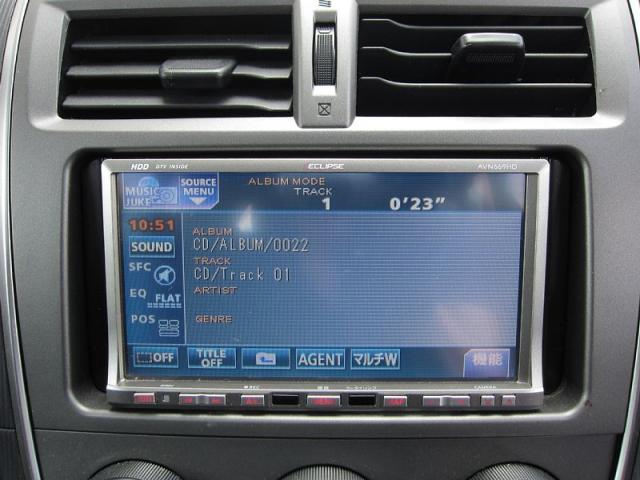 HDD DTV INSIDE ECLIPSE AVN669HD
MUSIC JUKE
SOURCE MENU
ALBUM MODE
TRACK
1 0'23"
10:51
ALBUM
CD/ALBUM/0022
SOUND
TRACK
CD/Track 01
SFC
ARTIST
EQ FLAT
GENRE
POS
OFF
TITLE OFF
AGENT
マルチW
機能